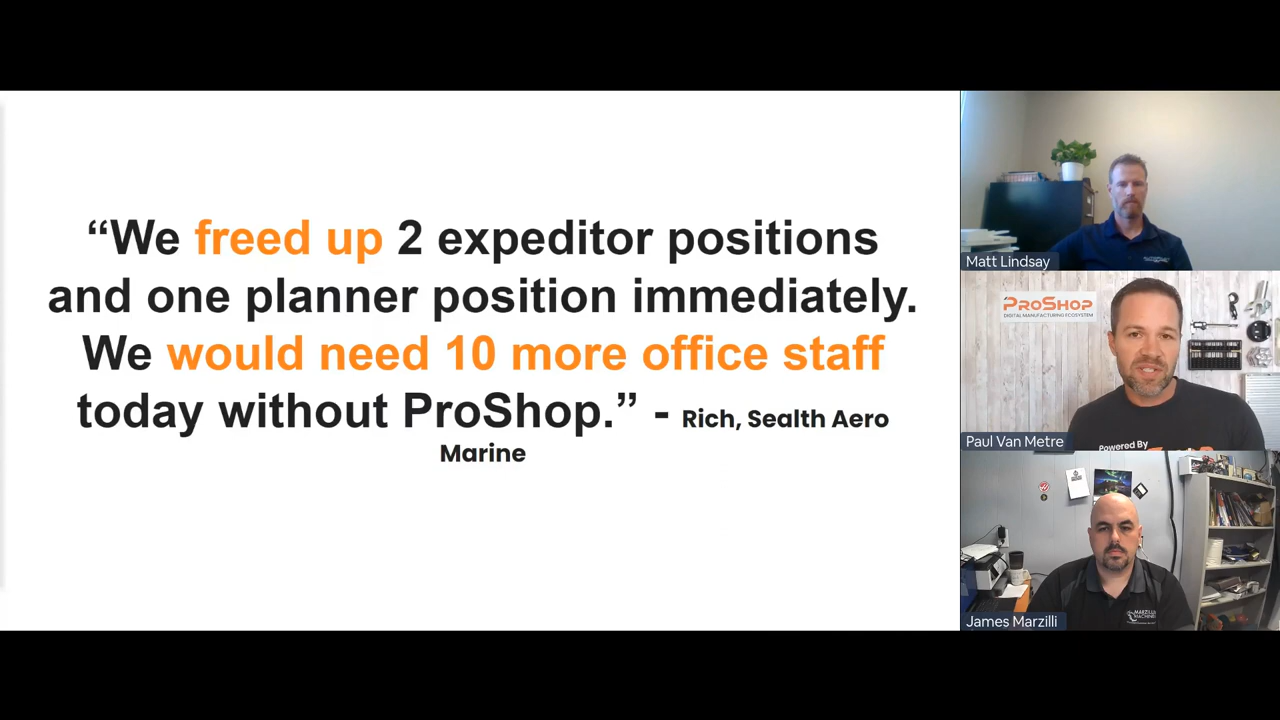 “We freed up 2 expeditor positions
and one planner position immediately.
We would need 10 more office staff
today without ProShop.” - Rich, Sealth Aero
Marine
Matt Lindsay
PROSHOP
DIGITAL MANUFACTURING ECOSYSTEM
Powered By
Paul Van Metre
MARZILLI
MACHINE
James Marzilli